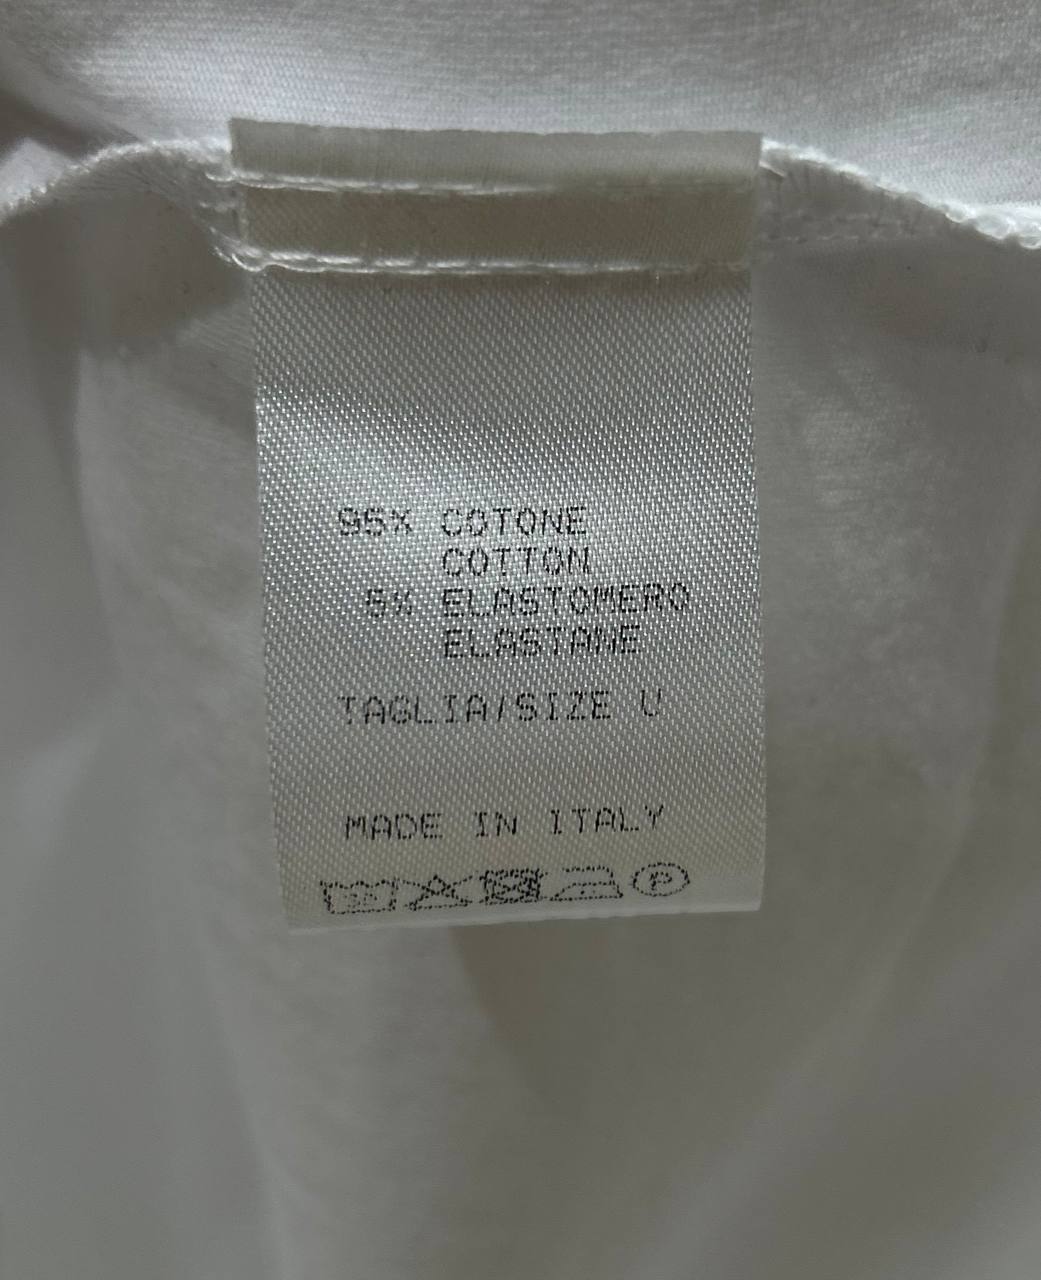 95% COTONE
COTTON
5% ELASTOMERO
ELASTANE
TAGLIA/SIZE U
MADE IN ITALY
P